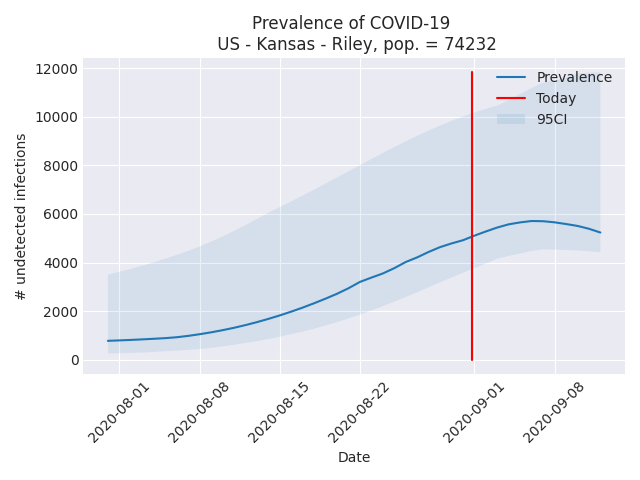 Prevalence of COVID-19
US - Kansas - Riley, pop. = 74232
12000
10000
8000
6000
4000
2000
0
# undetected infections
Prevalence
Today
95CI
2020-08-01
2020-08-08
2020-08-15
2020-08-22
2020-09-01
2020-09-08
Date